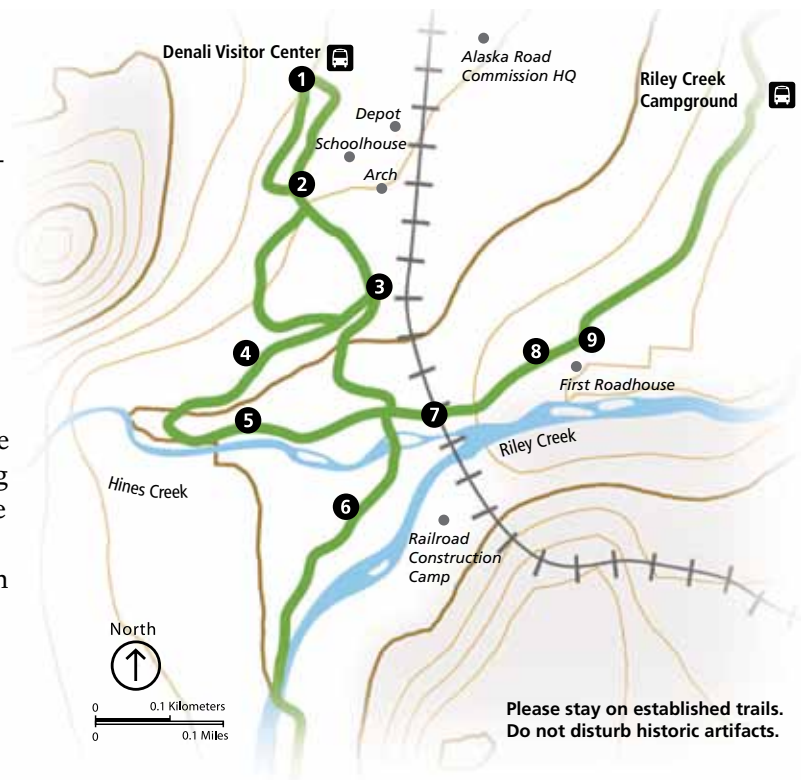 Denali Visitor Center
1
Alaska Road
Commission HQ
Riley Creek
Campground
Depot
Schoolhouse
Arch
2
3
4
8
9
First Roadhouse
5
7
Riley Creek
Hines Creek
6
Railroad
Construction
Camp
North
0
0.1 Kilometers
0
0.1 Miles
Please stay on established trails.
Do not disturb historic artifacts.